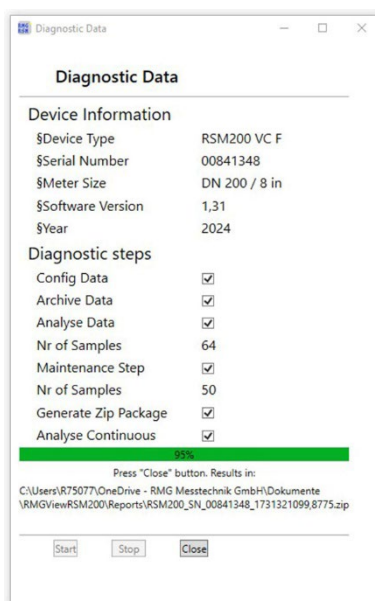 Diagnostic Data
Diagnostic Data
Device Information
§Device Type RSM200 VC F
§Serial Number 00841348
§Meter Size DN 200 / 8 in
§Software Version 1,31
§Year 2024
Diagnostic steps
Config Data
Archive Data
Analyse Data
Nr of Samples 64
Maintenance Step
Nr of Samples 50
Generate Zip Package
Analyse Continuous
95%
Press "Close" button. Results in:
C:\Users\R75077\OneDrive - RMG Messtechnik GmbH\Dokumente
\RMGViewRSM200\Reports\RSM200_SN_00841348_1731321099,8775.zip
Start Stop Close